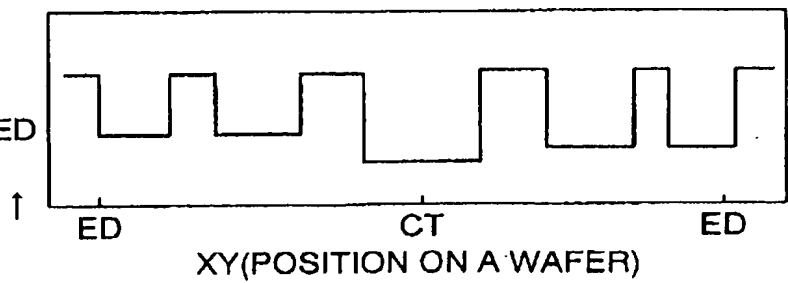 ED
↑
ED CT ED
XY(POSITION ON A WAFER)